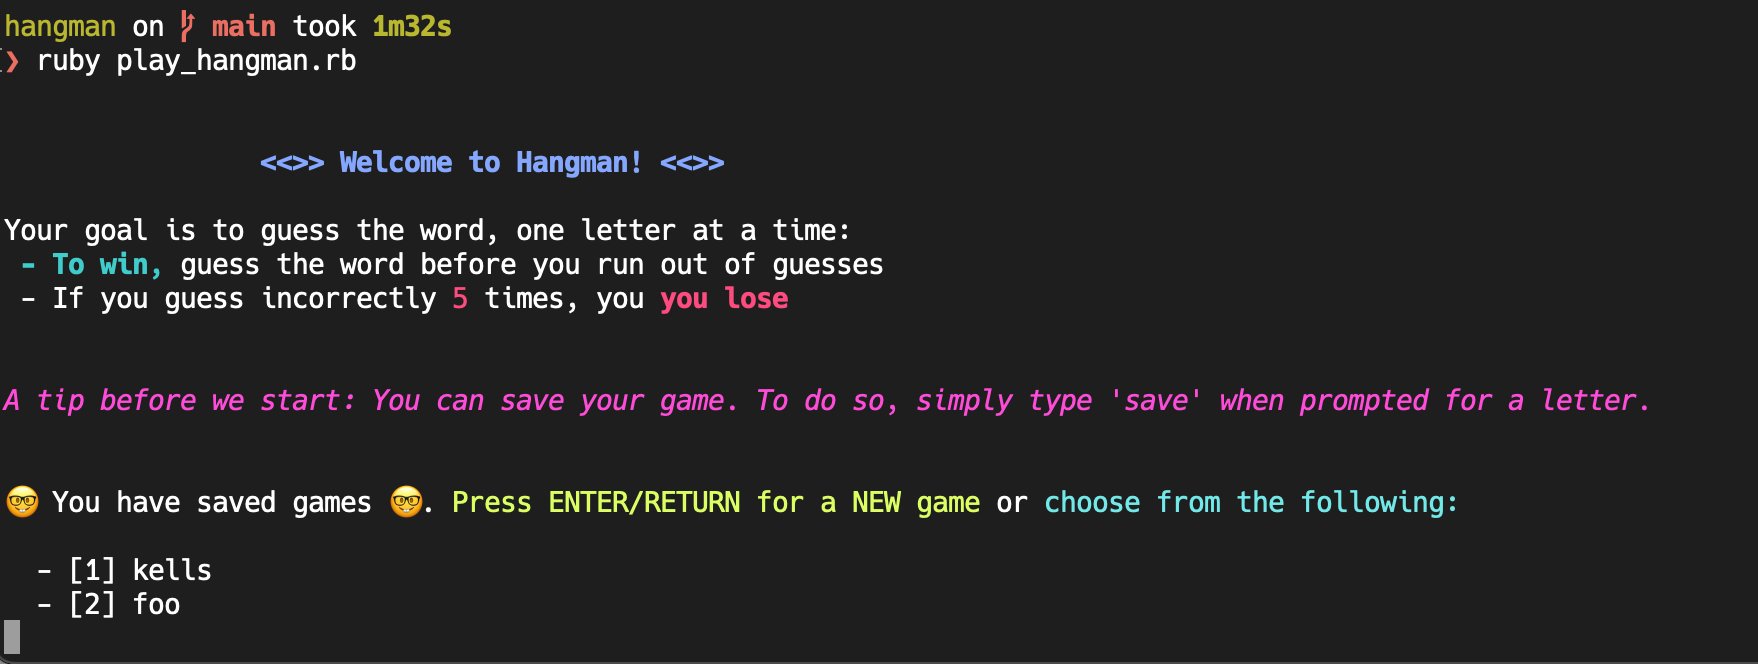 hangman on main took 1m32s
❯ ruby play_hangman.rb
<<>> Welcome to Hangman! <<>>
Your goal is to guess the word, one letter at a time:
- To win, guess the word before you run out of guesses
- If you guess incorrectly 5 times, you you lose
A tip before we start: You can save your game. To do so, simply type 'save' when prompted for a letter.
🤓 You have saved games 🤓. Press ENTER/RETURN for a NEW game or choose from the following:
- [1] kells
- [2] foo